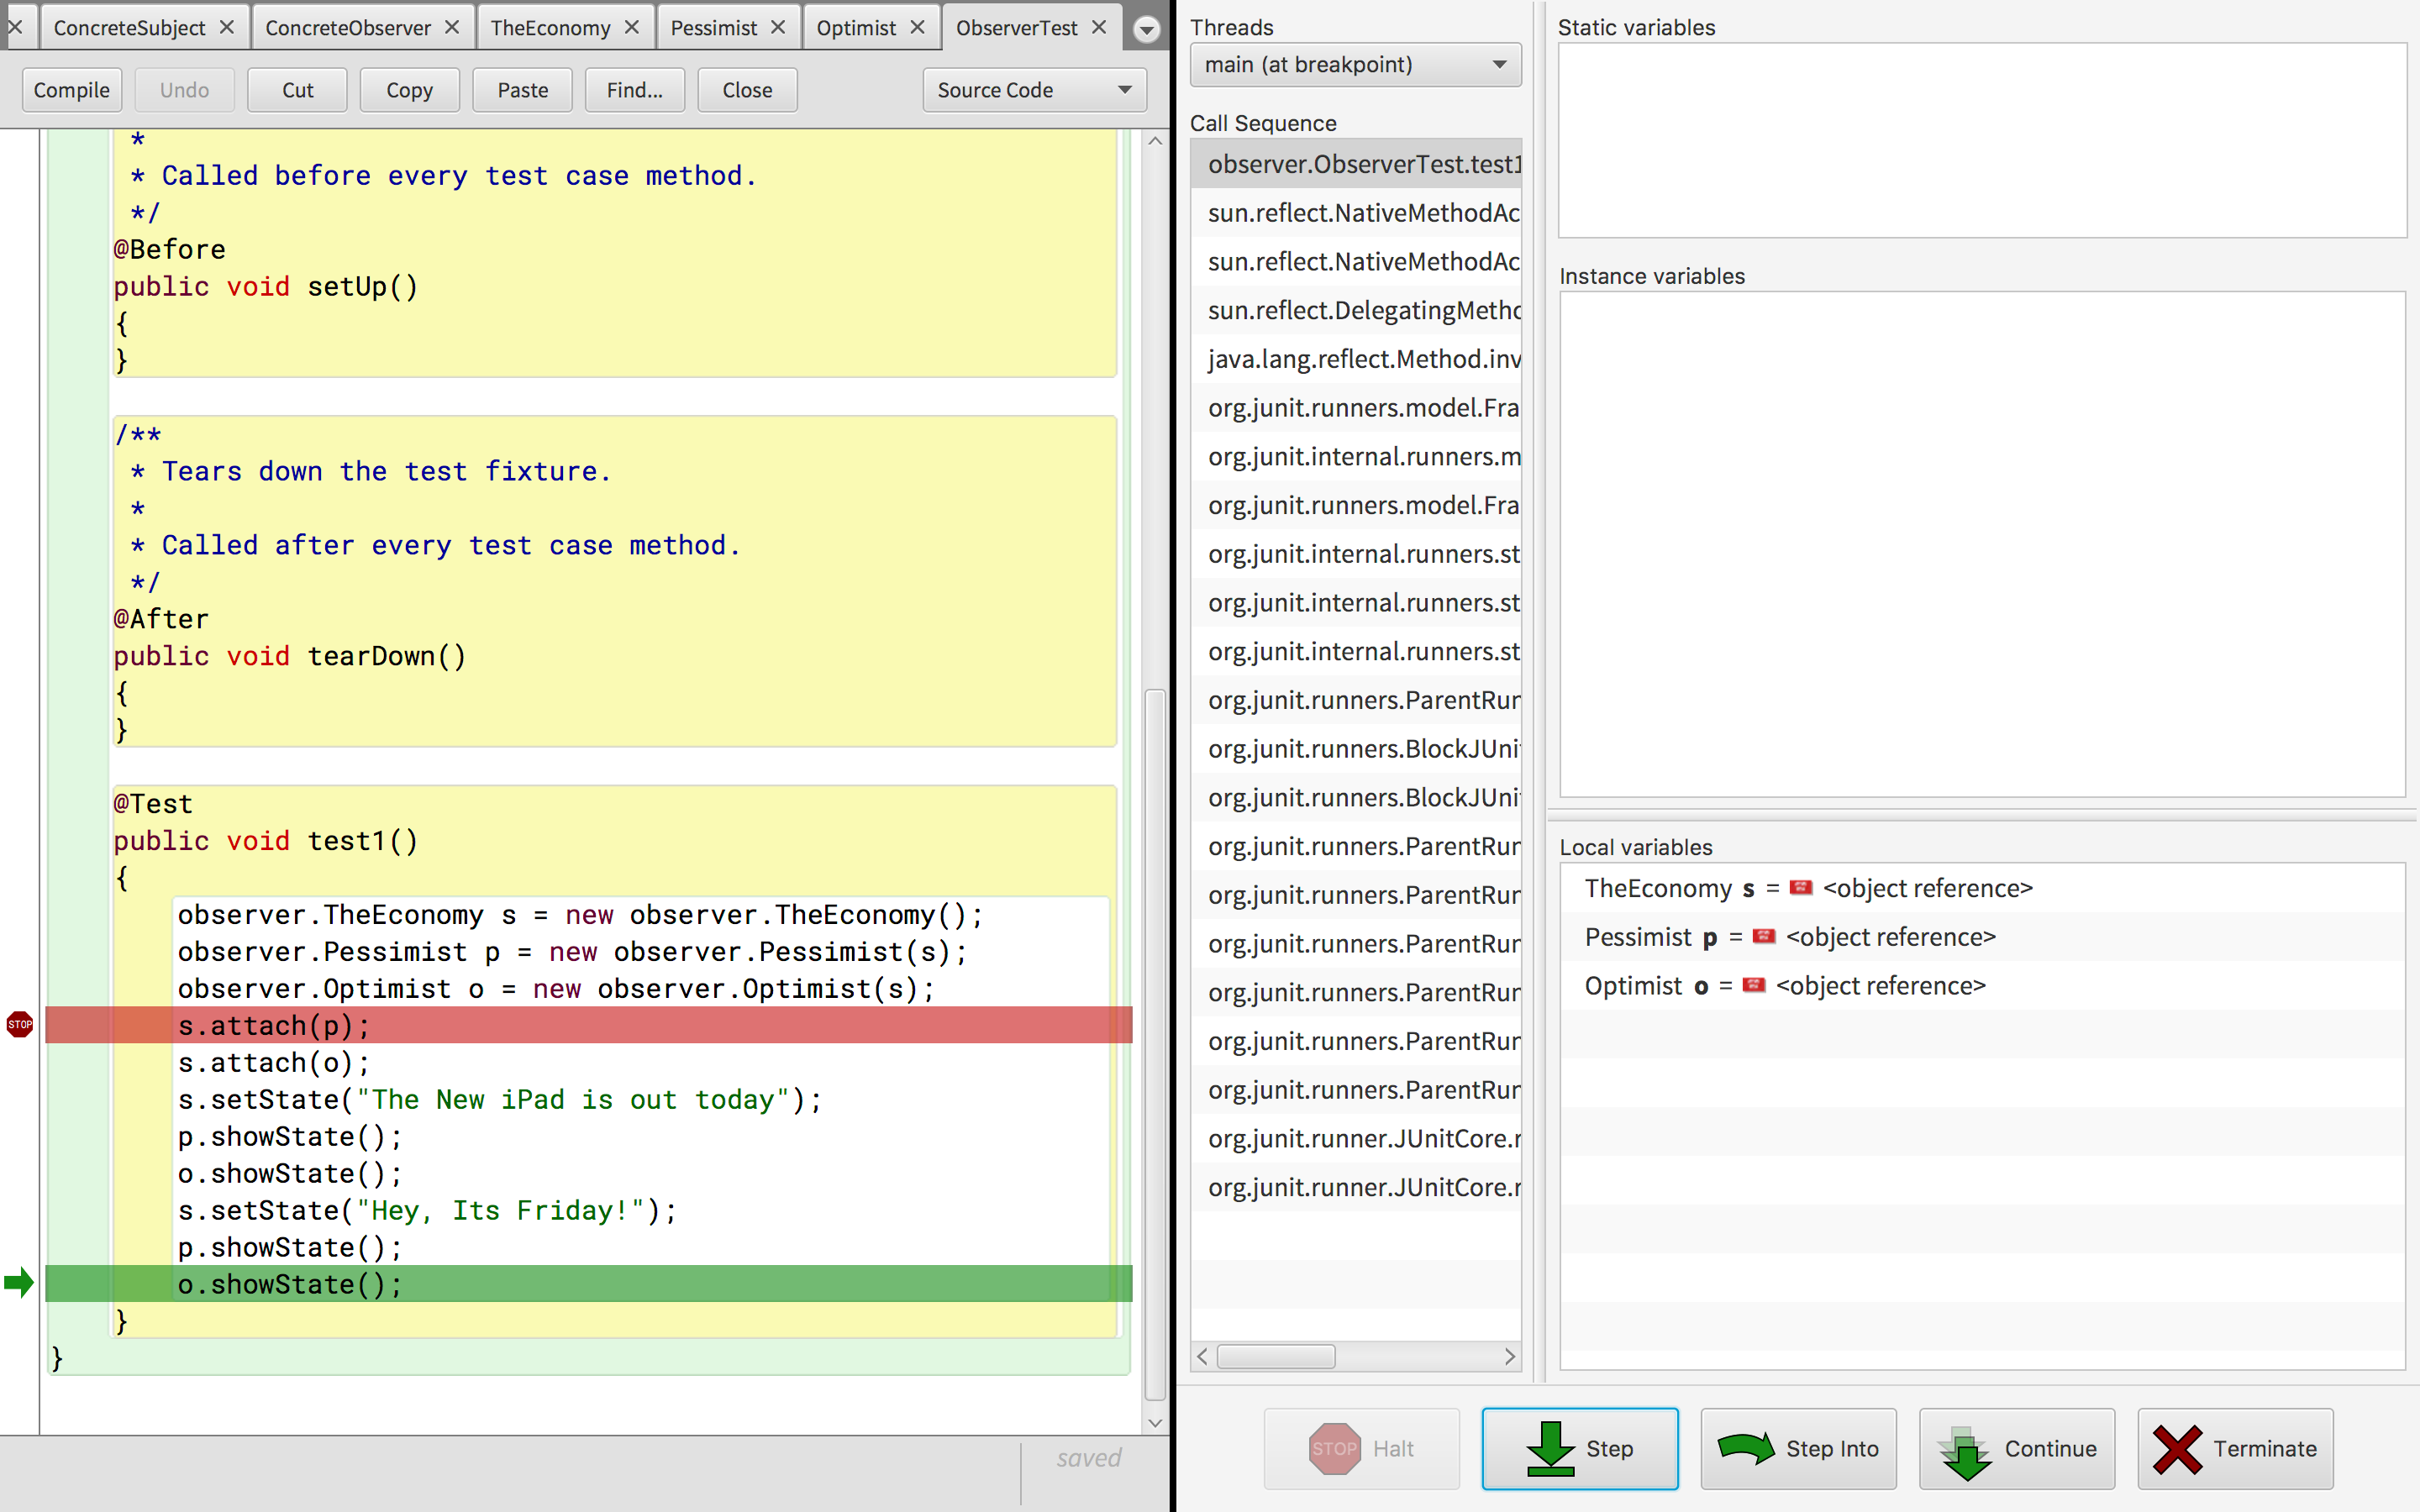 ConcreteSubject
ConcreteObserver
TheEconomy
Pessimist
Optimist
ObserverTest
Compile
Undo
Cut
Copy
Paste
Find...
Close
Source Code
*
* Called before every test case method.
*/
@Before
public void setUp()
{
}
/**
* Tears down the test fixture.
*
* Called after every test case method.
*/
@After
public void tearDown()
{
}
@Test
public void test1()
{
observer.TheEconomy s = new observer.TheEconomy();
observer.Pessimist p = new observer.Pessimist(s);
observer.Optimist o = new observer.Optimist(s);
STOP
s.attach(p);
s.attach(o);
s.setState("The New iPad is out today");
p.showState();
o.showState();
s.setState("Hey, Its Friday!");
p.showState();
o.showState();
}
}
saved
Threads
main (at breakpoint)
Call Sequence
observer.ObserverTest.test1
sun.reflect.NativeMethodAc
sun.reflect.NativeMethodAc
sun.reflect.DelegatingMetho
java.lang.reflect.Method.inv
org.junit.runners.model.Fra
org.junit.internal.runners.m
org.junit.runners.model.Fra
org.junit.internal.runners.st
org.junit.internal.runners.st
org.junit.internal.runners.st
org.junit.runners.ParentRun
org.junit.runners.BlockJUni
org.junit.runners.BlockJUni
org.junit.runners.ParentRun
org.junit.runners.ParentRun
org.junit.runners.ParentRun
org.junit.runners.ParentRun
org.junit.runners.ParentRun
org.junit.runners.ParentRun
org.junit.runner.JUnitCore.r
org.junit.runner.JUnitCore.r
Static variables
Instance variables
Local variables
TheEconomy s = <object reference>
Pessimist p = <object reference>
Optimist o = <object reference>
STOP Halt
Step
Step Into
Continue
Terminate